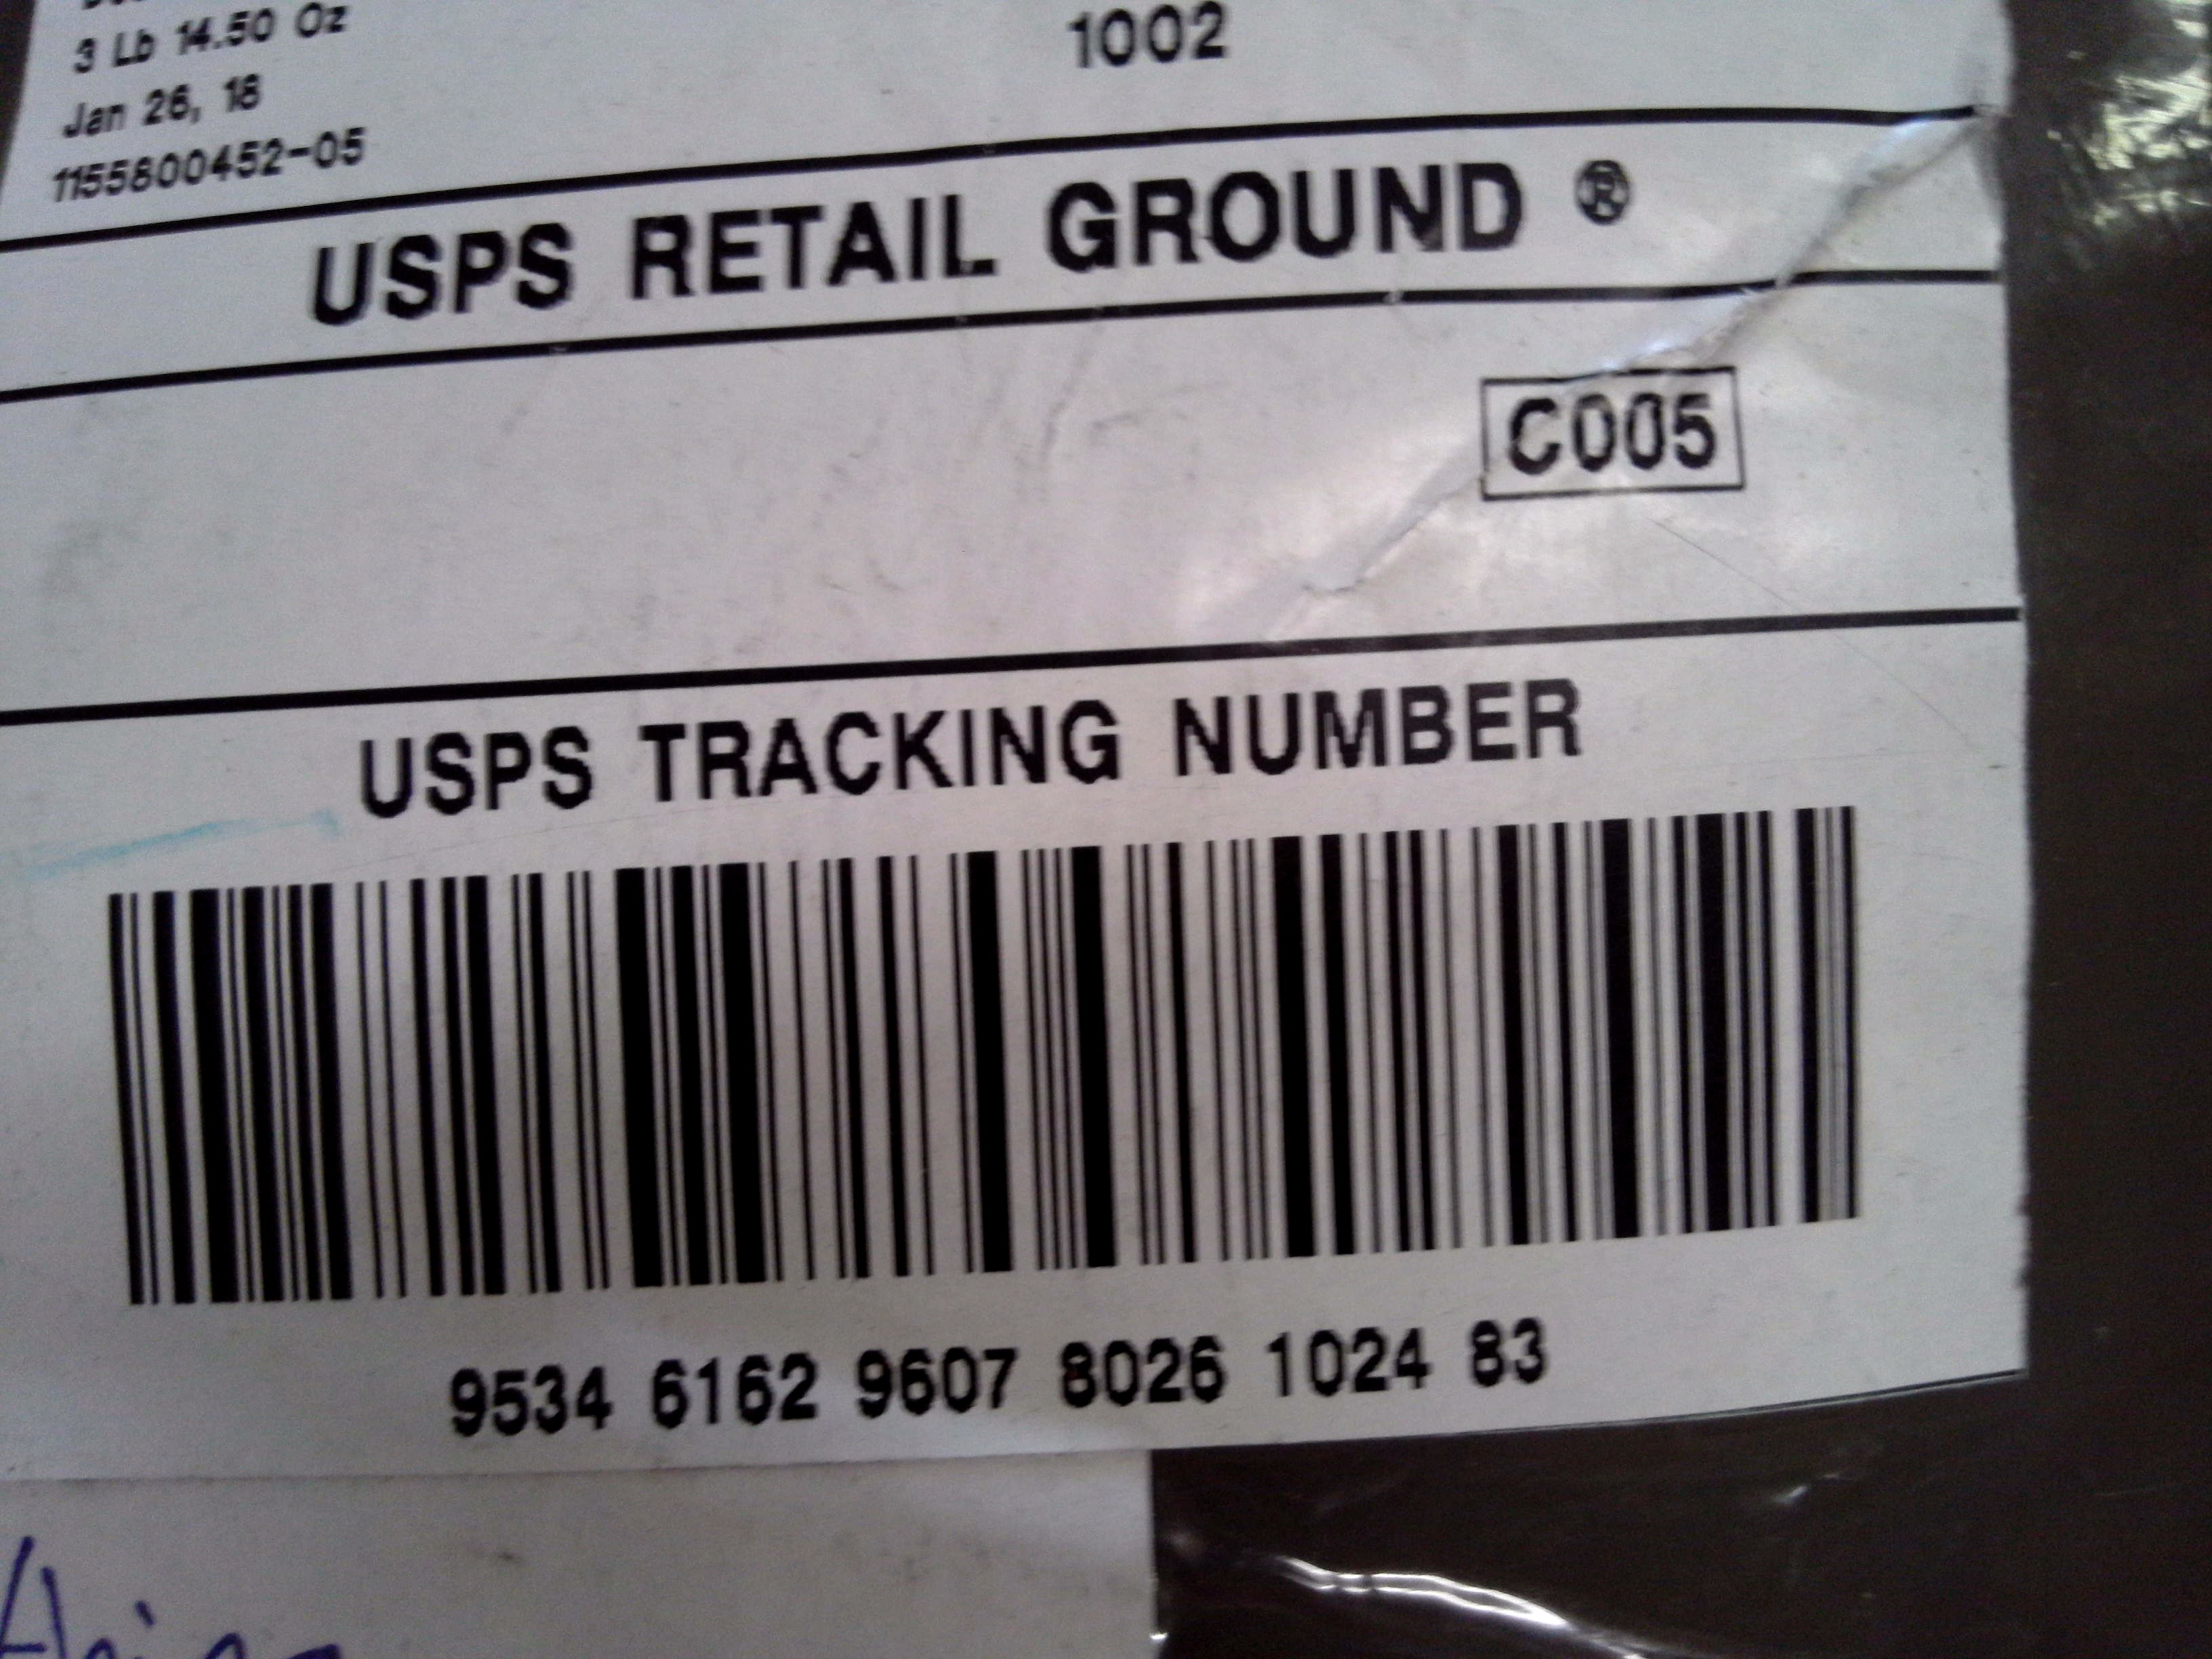 3 Lb 14.50 Oz
1002
Jan 26, 18
1155800452-05
USPS RETAIL GROUND ®
C005
USPS TRACKING NUMBER
9534 6162 9607 8026 1024 83